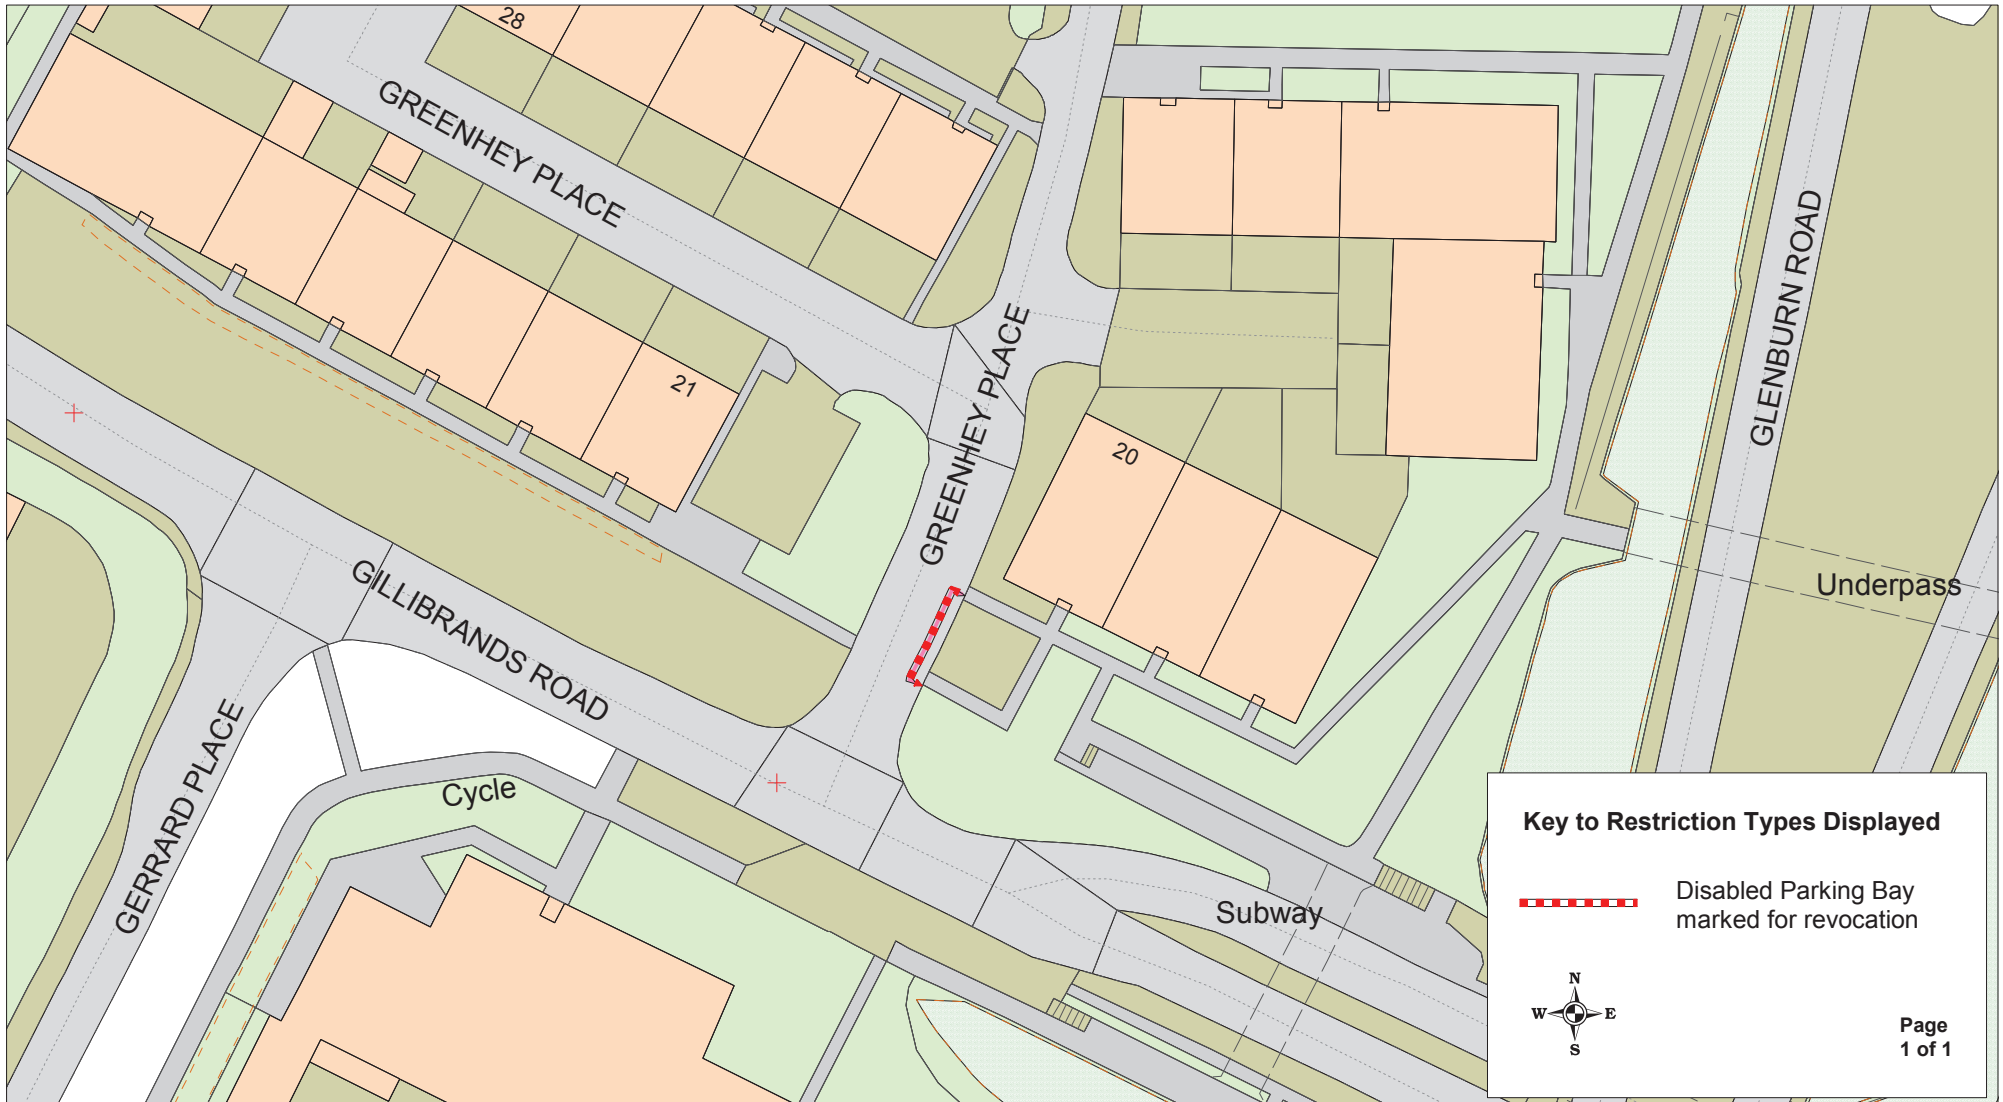 28
GREENHEY PLACE
GREENHEY PLACE
GLENBURN ROAD
21
20
Underpass
GILLIBRANDS ROAD
GERRARD PLACE
Cycle
Subway
Key to Restriction Types Displayed
Disabled Parking Bay
marked for revocation
N
W E
S
Page
1 of 1